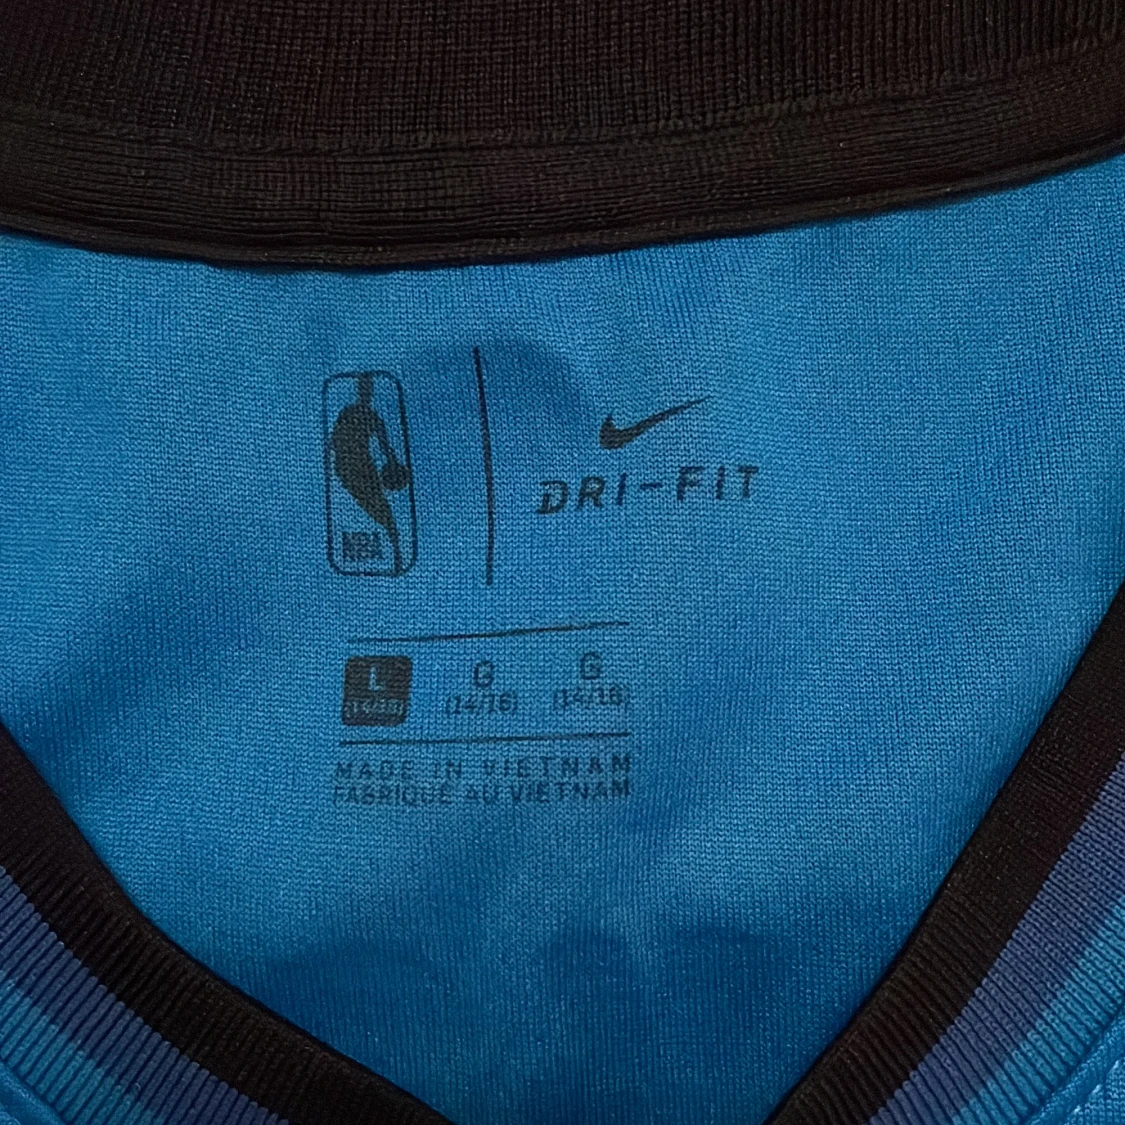 NBA
DRI-FIT
L G G
(14/16) (14/16) (14/16)
MADE IN VIETNAM
FABRIQUÉ AU VIETNAM